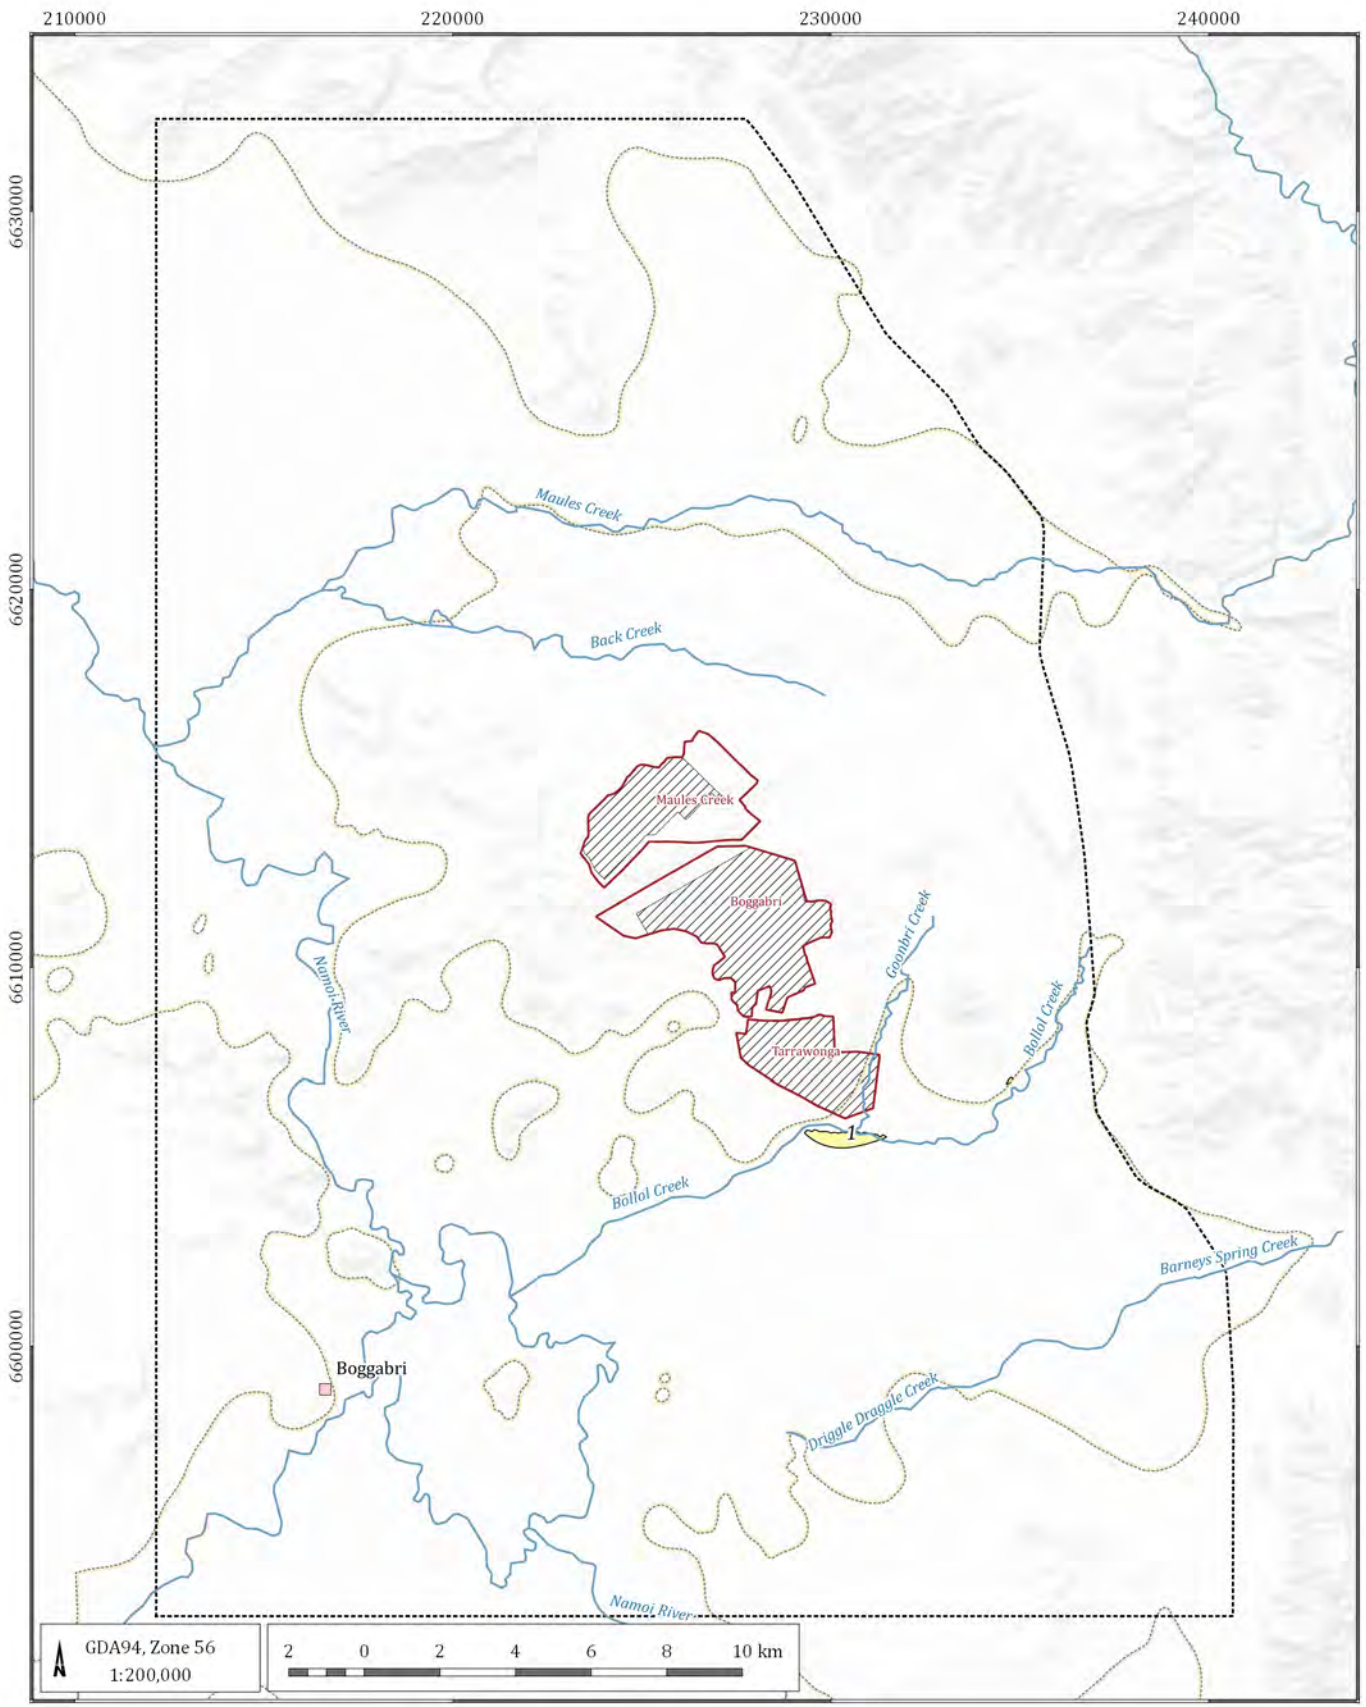 210000 220000 230000 240000
6630000
Maules Creek
6620000
Back Creek
Maules Creek
Boggabri
Goonbri Creek
6610000
Namoi River
Bollol Creek
Tarrawonga
1
Bollol Creek
Barneys Spring Creek
6600000
Boggabri
Driggle Draggle Creek
Namoi River
GDA94, Zone 56
1:200,000
2 0 2 4 6 8 10 km